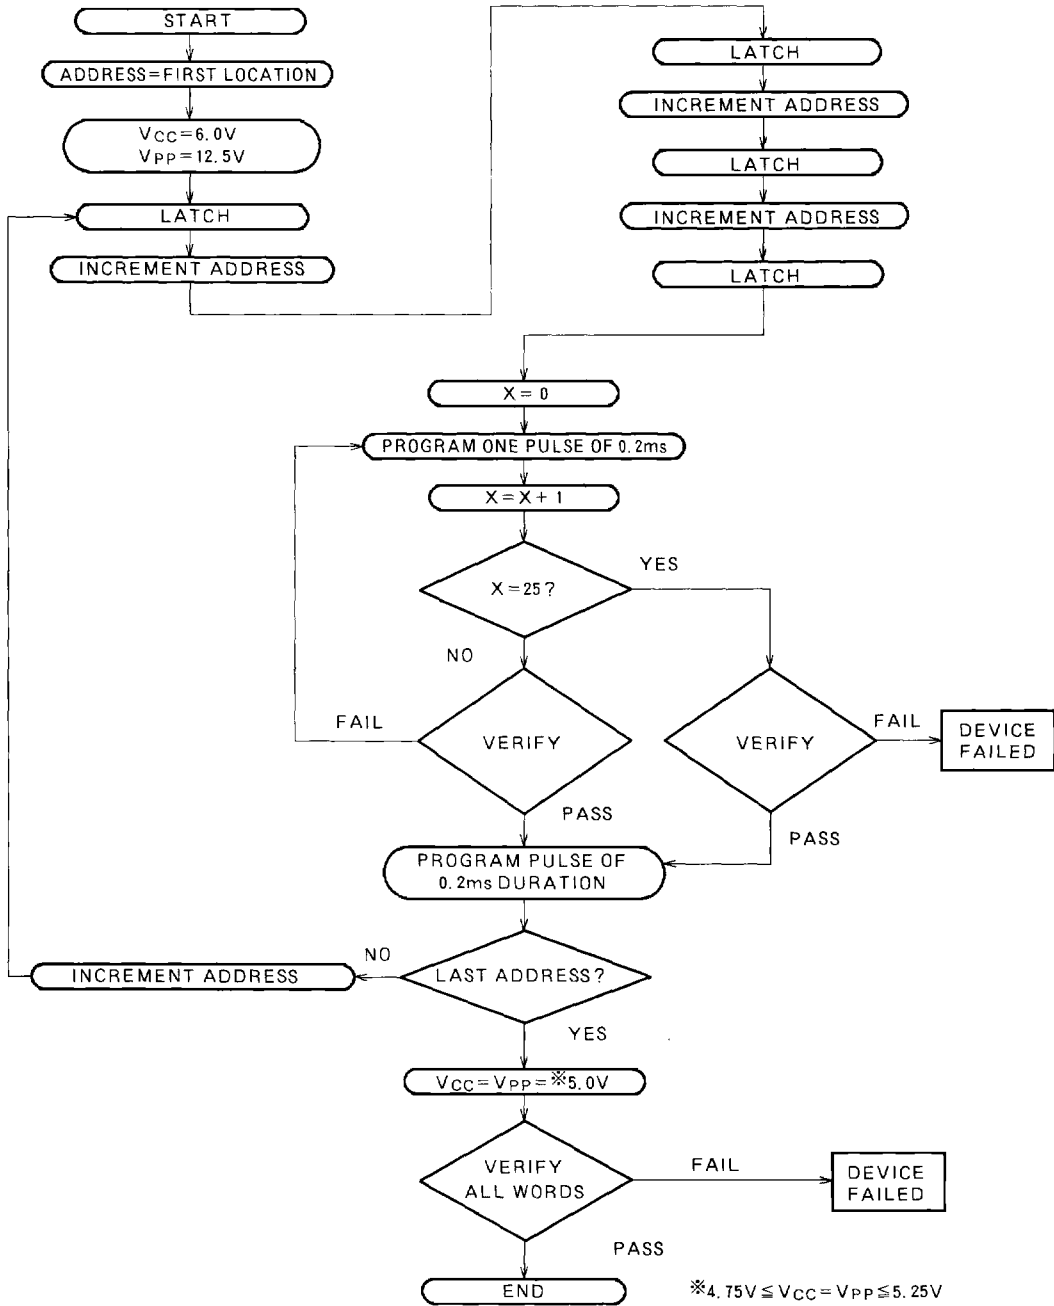 START
ADDRESS=FIRST LOCATION
VCC=6.0V
VPP=12.5V
LATCH
INCREMENT ADDRESS
LATCH
INCREMENT ADDRESS
LATCH
INCREMENT ADDRESS
LATCH
X=0
PROGRAM ONE PULSE OF 0.2ms
X=X+1
X=25?
YES
NO
VERIFY
FAIL
PASS
VERIFY
FAIL
DEVICE
FAILED
PASS
PROGRAM PULSE OF
0.2ms DURATION
LAST ADDRESS?
NO
INCREMENT ADDRESS
YES
VCC=VPP=※5.0V
VERIFY
ALL WORDS
FAIL
DEVICE
FAILED
PASS
END
※4.75V≦VCC=VPP≦5.25V